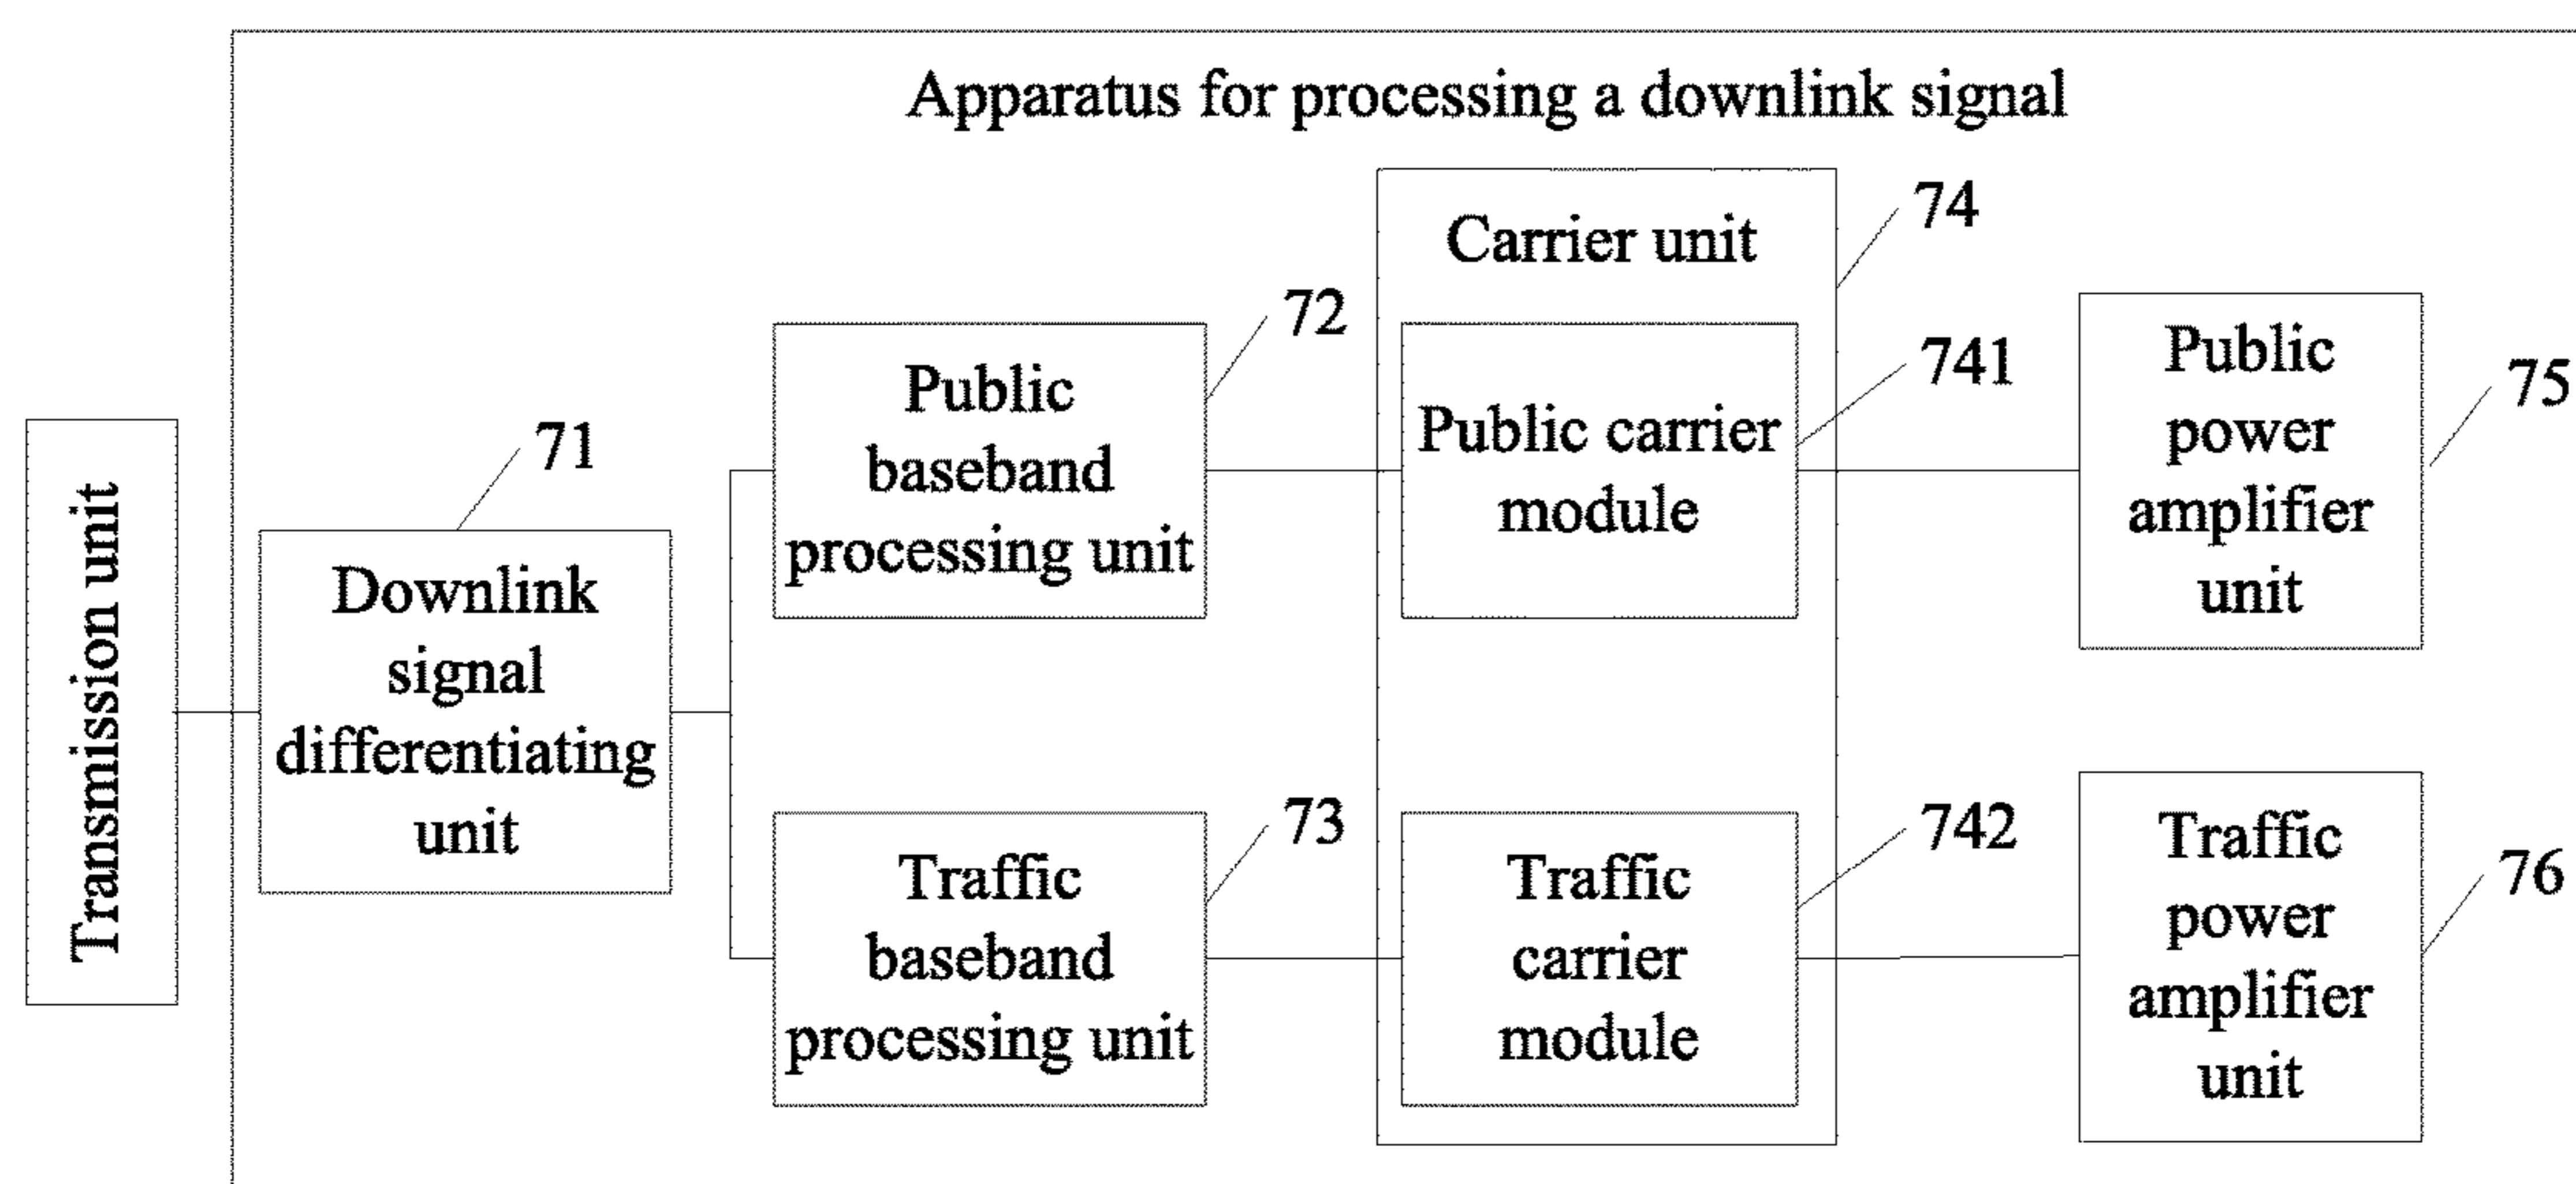 Apparatus for processing a downlink signal
Transmission unit
71
Downlink
signal
differentiating
unit
72
Public
baseband
processing unit
73
Traffic
baseband
processing unit
74
Carrier unit
741
Public carrier
module
742
Traffic
carrier
module
75
Public
power
amplifier
unit
76
Traffic
power
amplifier
unit